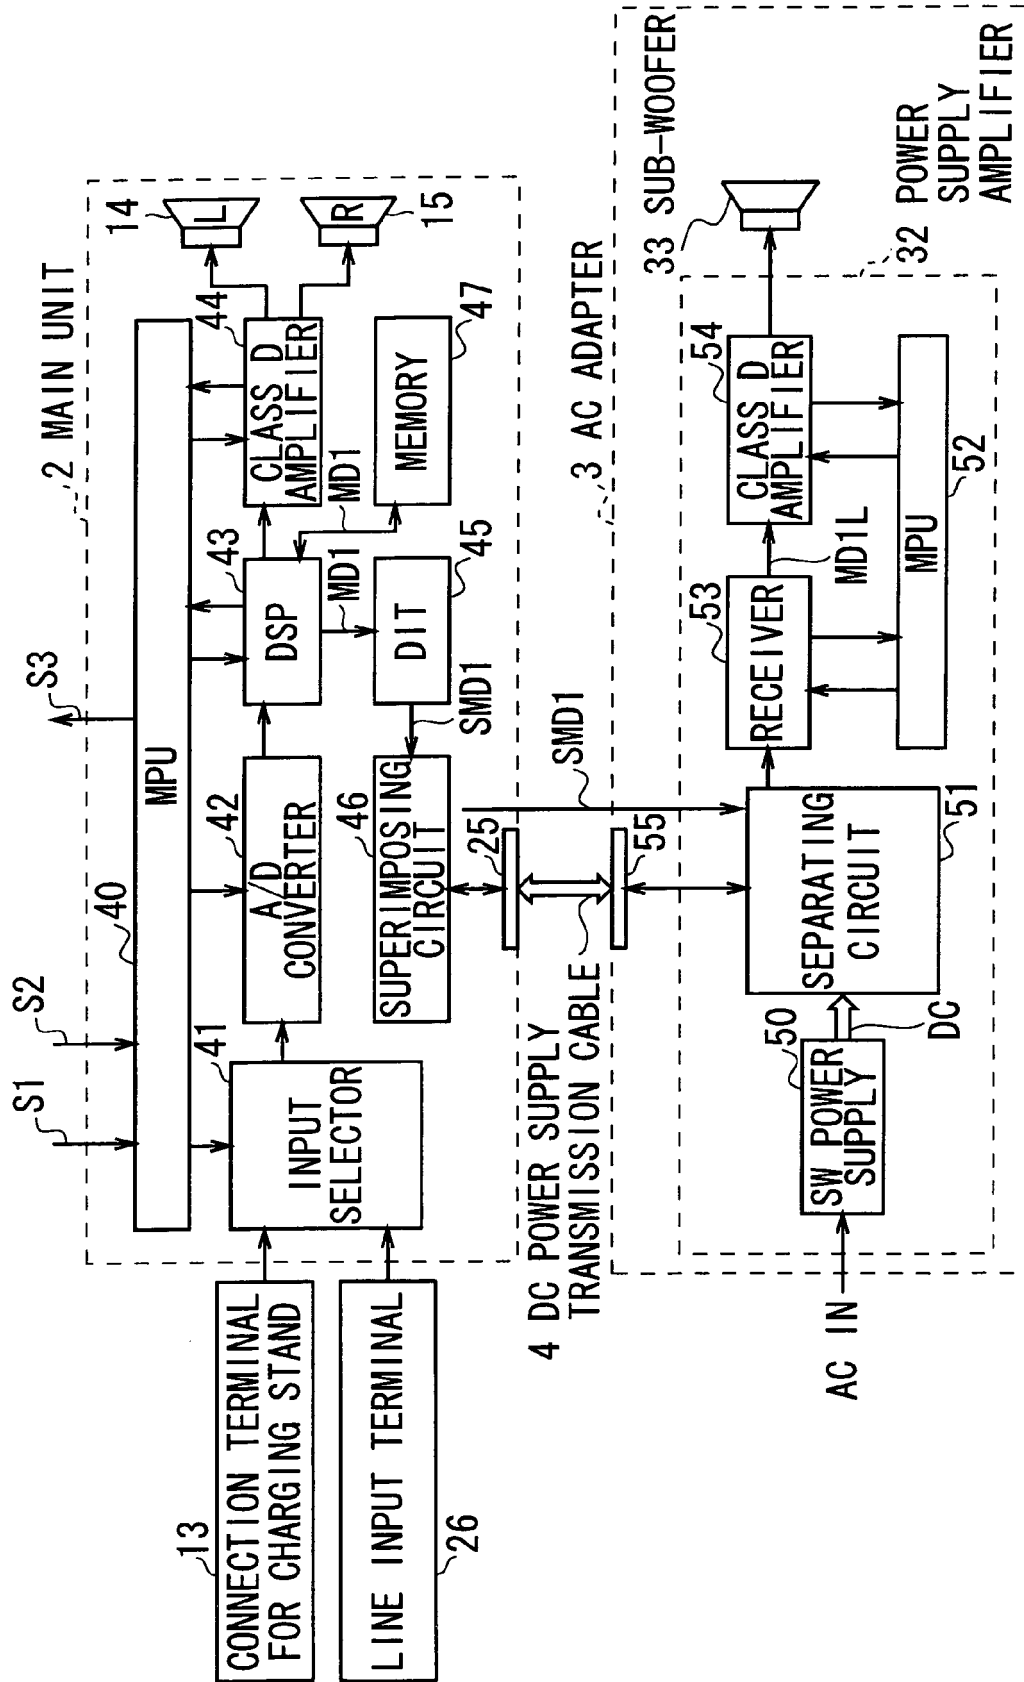 S1
S2
S3
40
MPU
2 MAIN UNIT
13
CONNECTION TERMINAL
FOR CHARGING STAND
LINE INPUT TERMINAL
26
41
INPUT
SELECTOR
42
A/D
CONVERTER
43
DSP
44
CLASS D
AMPLIFIER
14
L
R
15
46
SUPERIMPOSING
CIRCUIT
SMD1
45
DIT
MD1
MD1
47
MEMORY
25
4 DC POWER SUPPLY
TRANSMISSION CABLE
55
SMD1
3 AC ADAPTER
33 SUB-WOOFER
32 POWER
SUPPLY
AMPLIFIER
AC IN
50
SW POWER
SUPPLY
DC
SEPARATING
CIRCUIT
51
53
RECEIVER
MD1L
54
CLASS D
AMPLIFIER
MPU
52